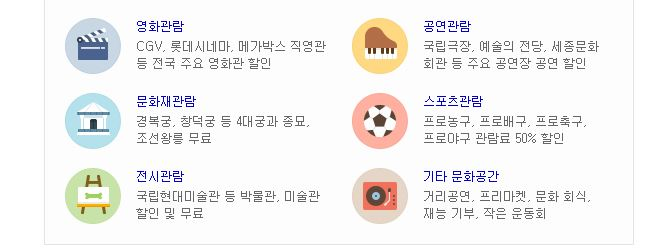 영화관람
CGV, 롯데시네마, 메가박스 직영관
등 전국 주요 영화관 할인
공연관람
국립극장, 예술의 전당, 세종문화
회관 등 주요 공연장 공연 할인
문화재관람
경복궁, 창덕궁 등 4대궁과 종묘,
조선왕릉 무료
스포츠관람
프로농구, 프로배구, 프로축구,
프로야구 관람료 50% 할인
전시관람
국립현대미술관 등 박물관, 미술관
할인 및 무료
기타 문화공간
거리공연, 프리마켓, 문화 회식,
재능 기부, 작은 운동회